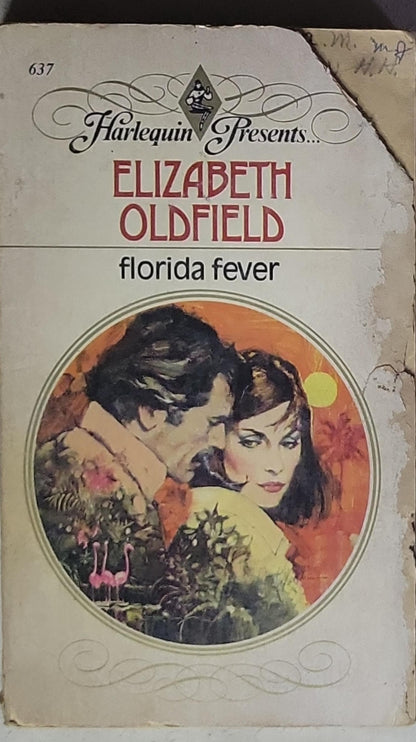 637
Harlequin Presents...
ELIZABETH
OLDFIELD
florida fever